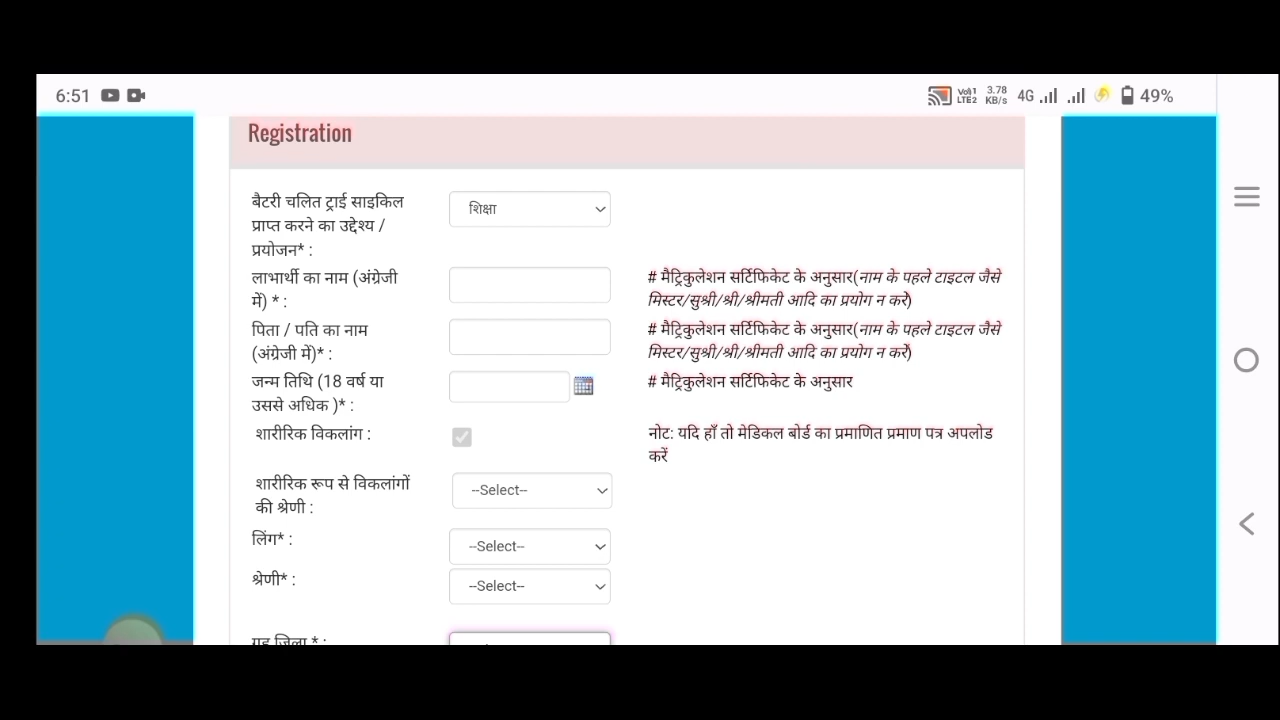 6:51
Vo1 LTE2 3.78 KB/s 4G 49%
Registration
बैटरी चलित ट्राई साइकिल
प्राप्त करने का उद्देश्य /
प्रयोजन* :
शिक्षा
लाभार्थी का नाम (अंग्रेजी
में) * :
# मैट्रिकुलेशन सर्टिफिकेट के अनुसार(नाम के पहले टाइटल जैसे
मिस्टर/सुश्री/श्री/श्रीमती आदि का प्रयोग न करें)
पिता / पति का नाम
(अंग्रेजी में)* :
# मैट्रिकुलेशन सर्टिफिकेट के अनुसार(नाम के पहले टाइटल जैसे
मिस्टर/सुश्री/श्री/श्रीमती आदि का प्रयोग न करें)
जन्म तिथि (18 वर्ष या
उससे अधिक )* :
# मैट्रिकुलेशन सर्टिफिकेट के अनुसार
शारीरिक विकलांग :
नोट: यदि हाँ तो मेडिकल बोर्ड का प्रमाणित प्रमाण पत्र अपलोड
करें
शारीरिक रूप से विकलांगों
की श्रेणी :
--Select--
लिंग* :
--Select--
श्रेणी* :
--Select--
गृह जिला * :